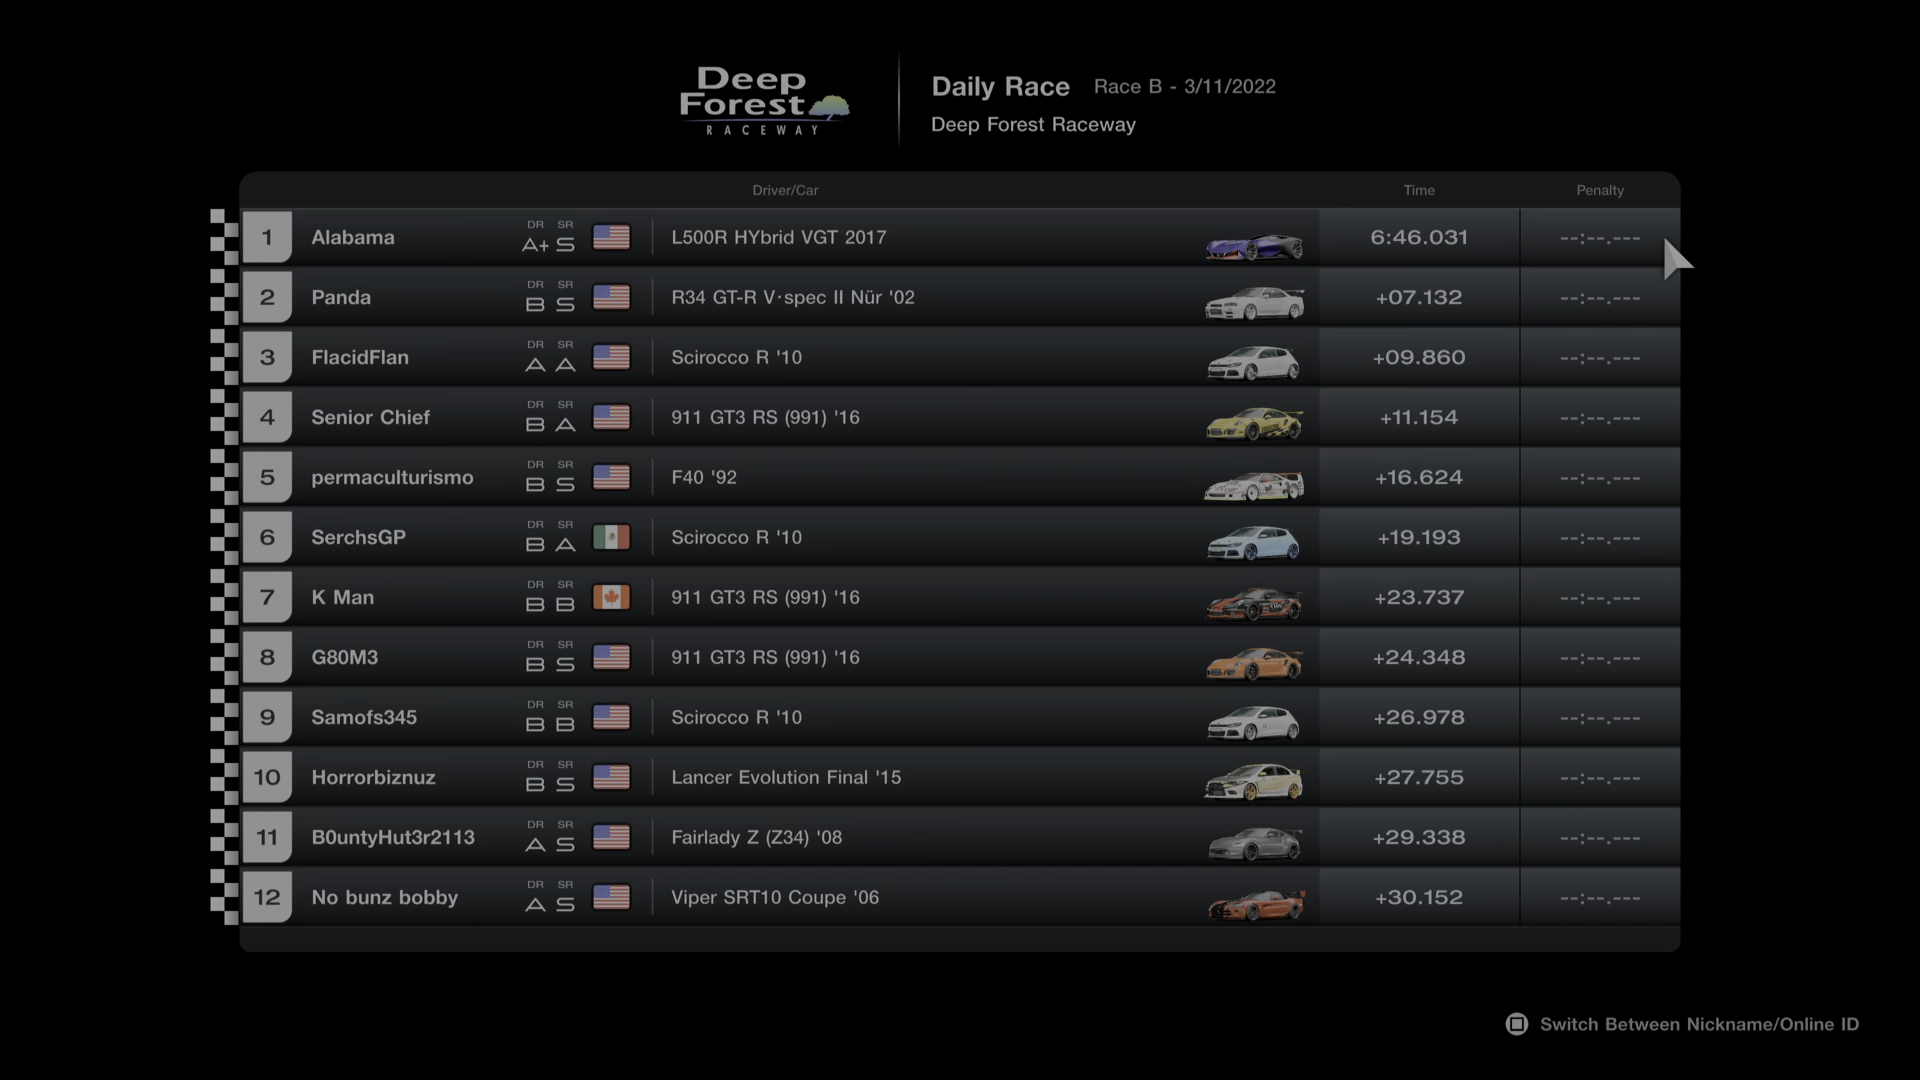 Deep
Forest
RACEWAY
Daily Race Race B - 3/11/2022
Deep Forest Raceway
Driver/Car Time Penalty
1 Alabama DR A+ SR S L500R HYbrid VGT 2017 6:46.031 --:--.---
2 Panda DR B SR S R34 GT-R V·spec II Nür '02 +07.132 --:--.---
3 FlacidFlan DR A SR A Scirocco R '10 +09.860 --:--.---
4 Senior Chief DR B SR A 911 GT3 RS (991) '16 +11.154 --:--.---
5 permaculturismo DR B SR S F40 '92 +16.624 --:--.---
6 SerchsGP DR B SR A Scirocco R '10 +19.193 --:--.---
7 K Man DR B SR B 911 GT3 RS (991) '16 +23.737 --:--.---
8 G80M3 DR B SR S 911 GT3 RS (991) '16 +24.348 --:--.---
9 Samofs345 DR B SR B Scirocco R '10 +26.978 --:--.---
10 Horrorbiznuz DR B SR S Lancer Evolution Final '15 +27.755 --:--.---
11 B0untyHut3r2113 DR A SR S Fairlady Z (Z34) '08 +29.338 --:--.---
12 No bunz bobby DR A SR S Viper SRT10 Coupe '06 +30.152 --:--.---
Switch Between Nickname/Online ID